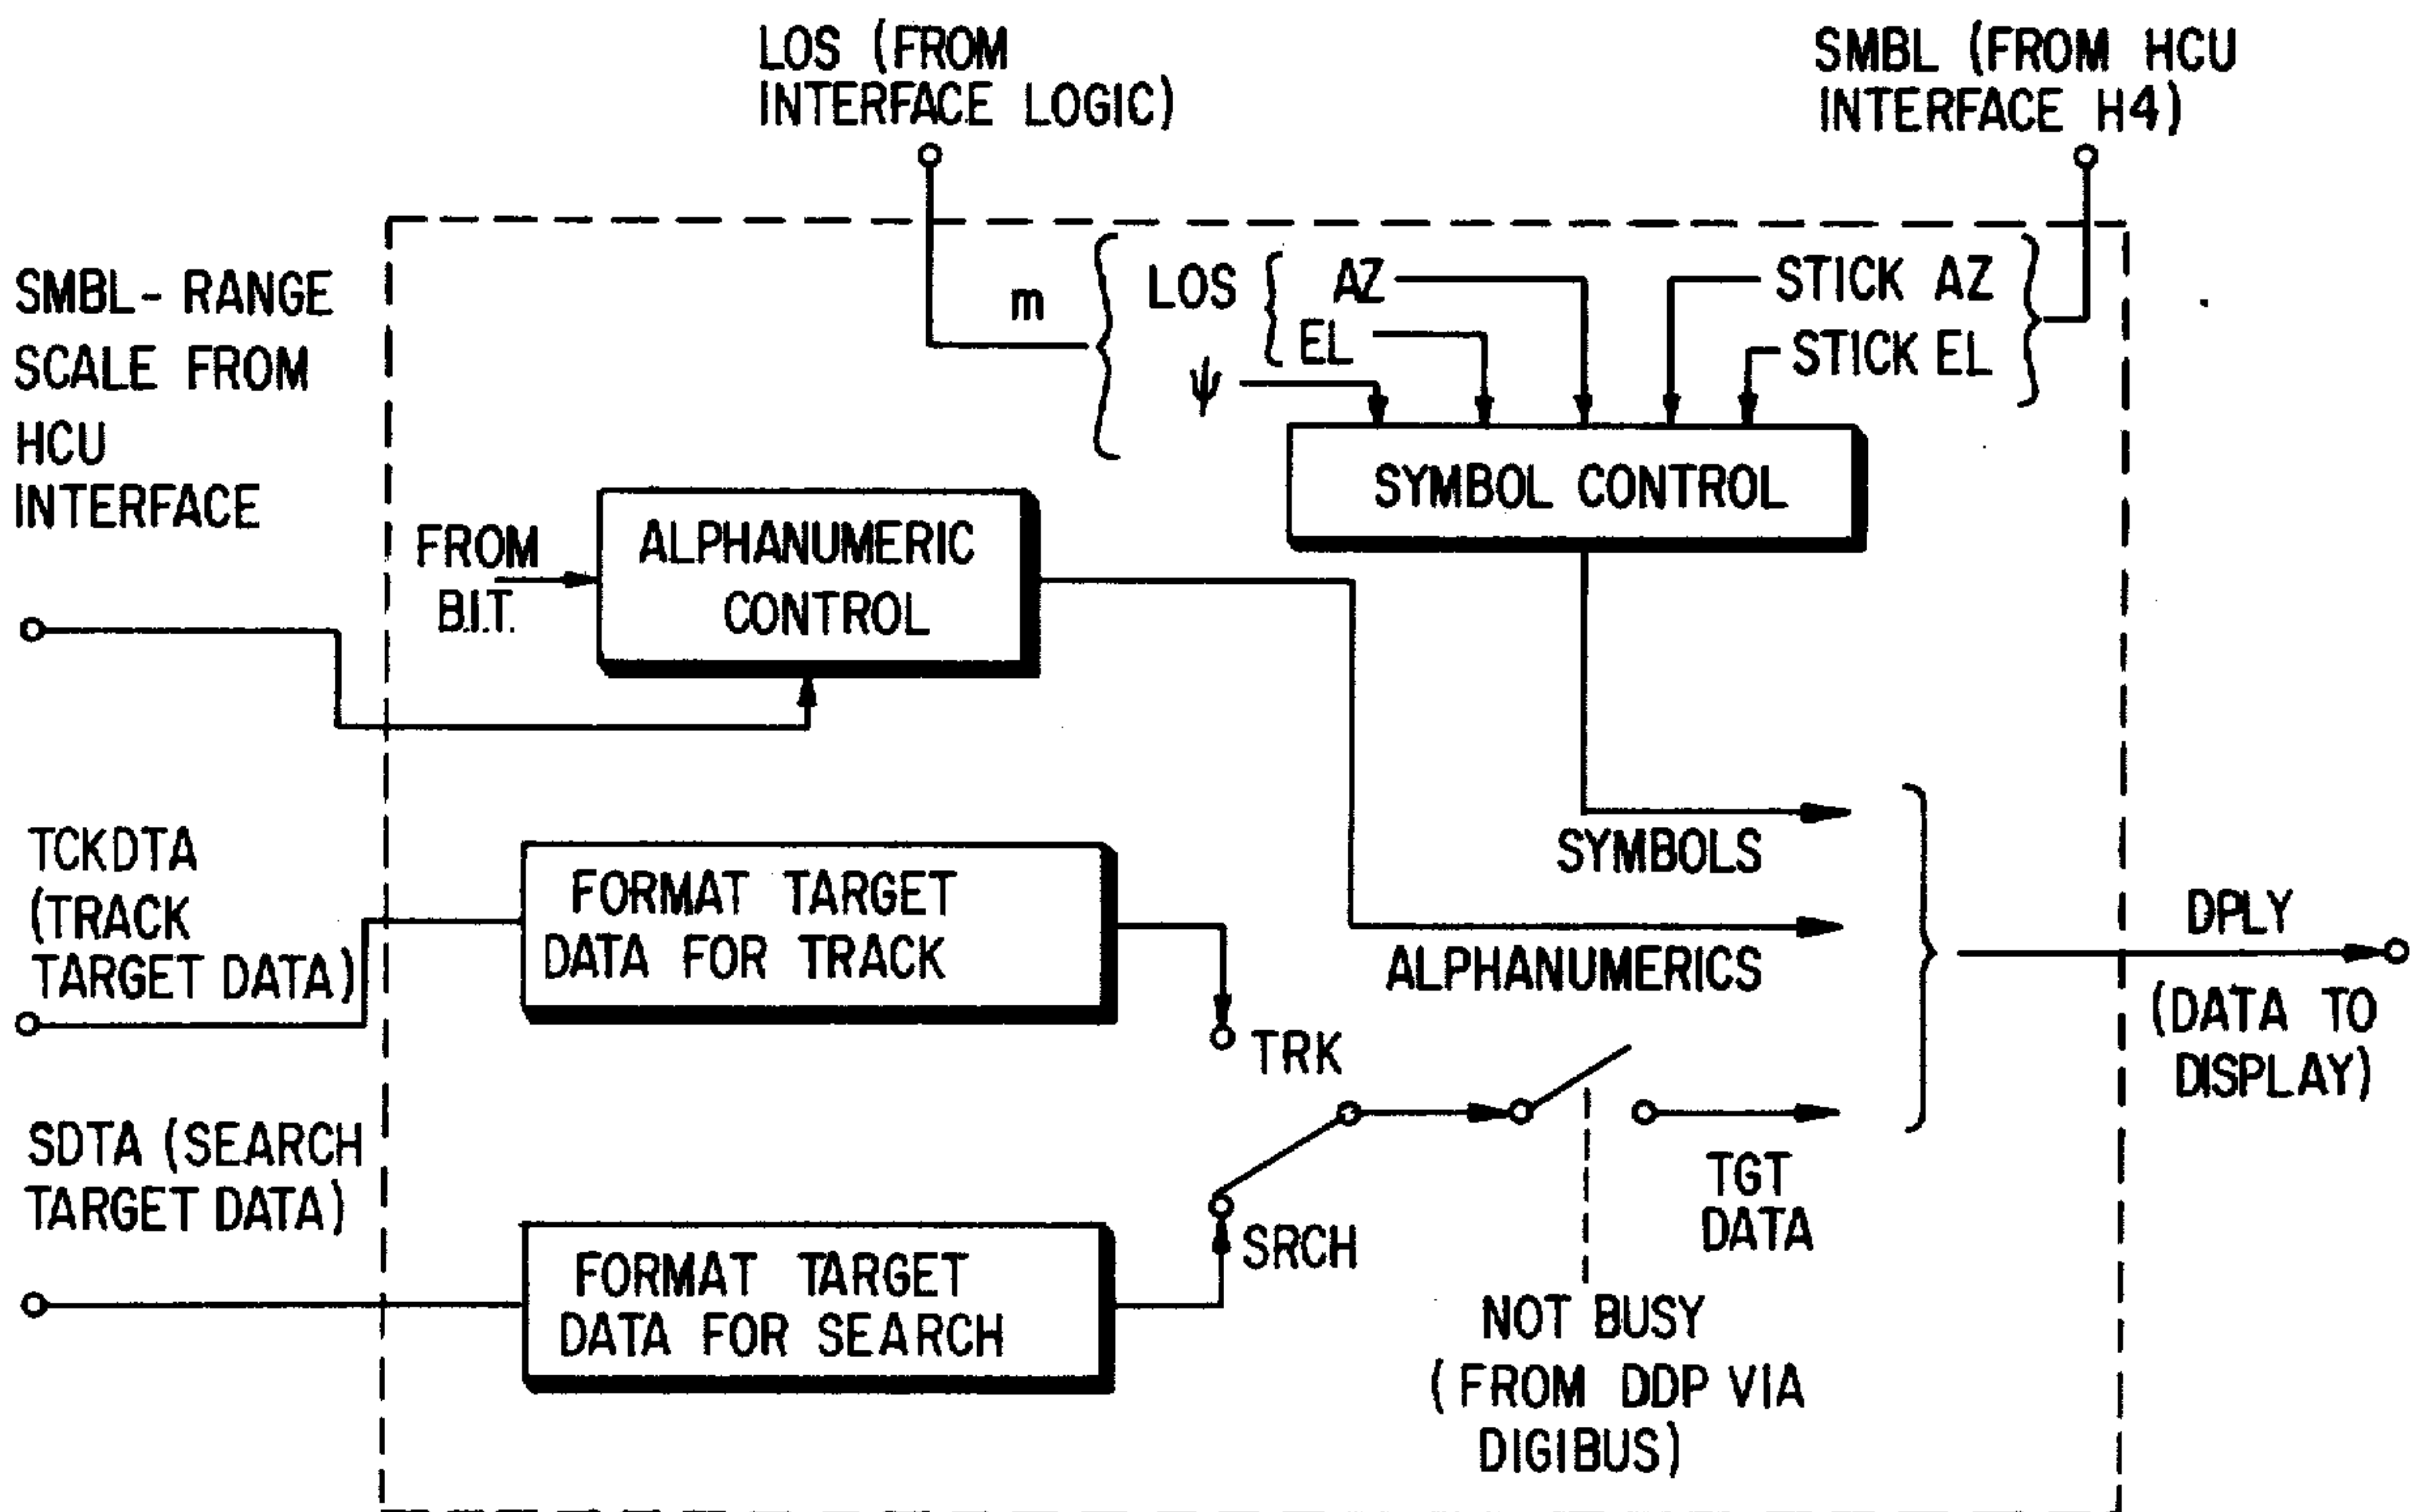 LOS (FROM
INTERFACE LOGIC)
SMBL (FROM HCU
INTERFACE H4)
SMBL- RANGE
SCALE FROM
HCU
INTERFACE
m
LOS
AZ
EL
ψ
STICK AZ
STICK EL
SYMBOL CONTROL
FROM
B.I.T.
ALPHANUMERIC
CONTROL
TCKDTA
(TRACK
TARGET DATA)
FORMAT TARGET
DATA FOR TRACK
SYMBOLS
ALPHANUMERICS
DPLY
(DATA TO
DISPLAY)
TRK
SDTA (SEARCH
TARGET DATA)
FORMAT TARGET
DATA FOR SEARCH
SRCH
TGT
DATA
NOT BUSY
(FROM DDP VIA
DIGIBUS)